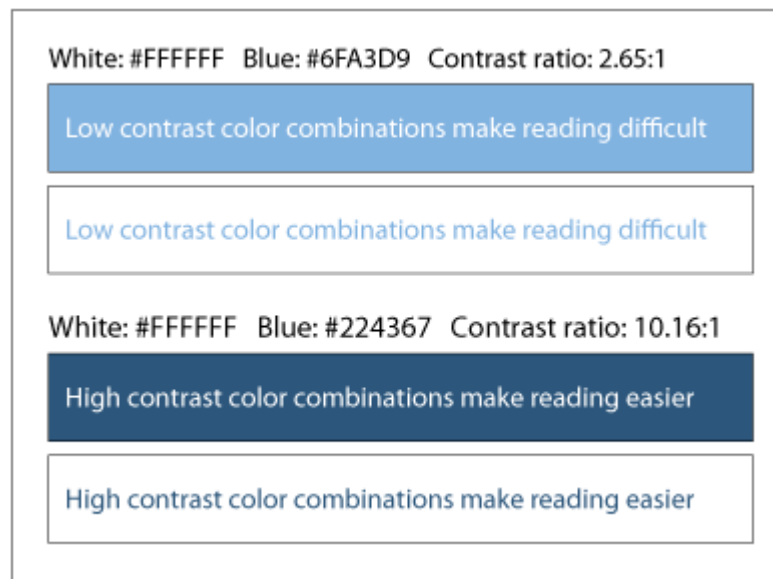 White: #FFFFFF   Blue: #6FA3D9   Contrast ratio: 2.65:1
Low contrast color combinations make reading difficult
Low contrast color combinations make reading difficult
White: #FFFFFF   Blue: #224367   Contrast ratio: 10.16:1
High contrast color combinations make reading easier
High contrast color combinations make reading easier